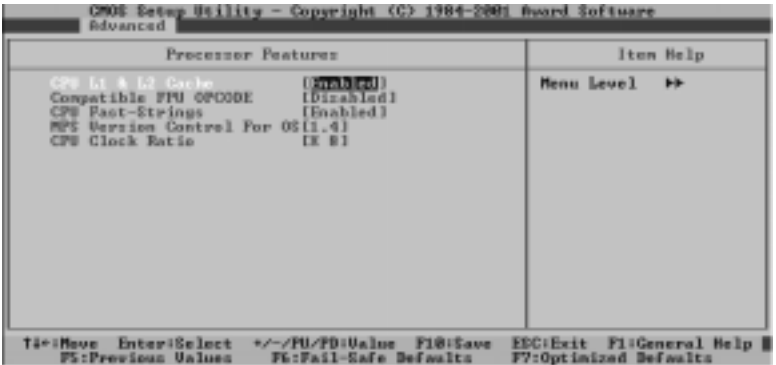 CMOS Setup Utility - Copyright (C) 1984-2001 Award Software
Advanced
Processor Features
Item Help
CPU L1 & L2 Cache [Enabled]
Menu Level ▶▶
Compatible FPU OPCODE [Disabled]
CPU Fast-Strings [Enabled]
MPS Version Control For OS[1.4]
CPU Clock Ratio [X 8]
↑↓←:Move Enter:Select +/-/PU/PD:Value F10:Save ESC:Exit F1:General Help
F5:Previous Values F6:Fail-Safe Defaults F7:Optimized Defaults